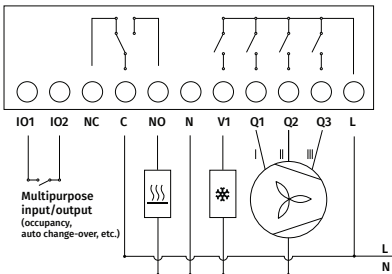 IO1 IO2 NC C NO N V1 Q1 Q2 Q3 L
I II III
Multipurpose
input/output
(occupancy,
auto change-over, etc.)
L
N